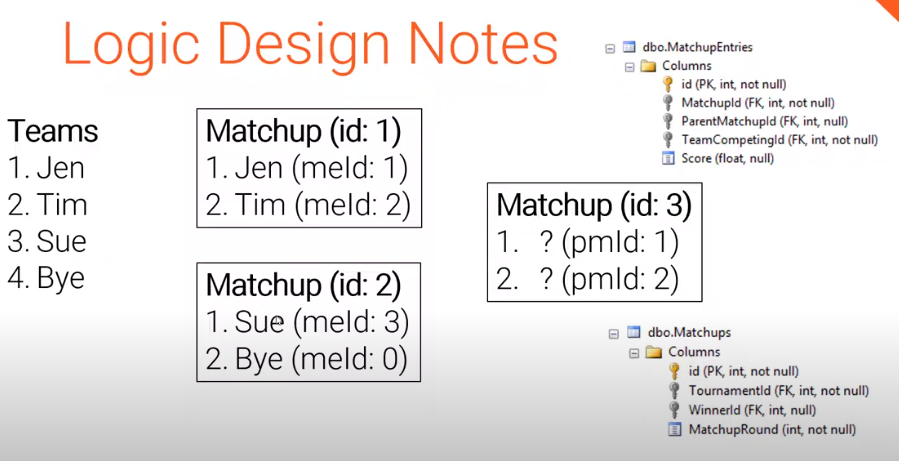 Logic Design Notes
Teams
1. Jen
2. Tim
3. Sue
4. Bye
Matchup (id: 1)
1. Jen (meId: 1)
2. Tim (meId: 2)
Matchup (id: 2)
1. Sue (meId: 3)
2. Bye (meId: 0)
Matchup (id: 3)
1. ? (pmId: 1)
2. ? (pmId: 2)
dbo.MatchupEntries
Columns
id (PK, int, not null)
MatchupId (FK, int, not null)
ParentMatchupId (FK, int, null)
TeamCompetingId (FK, int, not null)
Score (float, null)
dbo.Matchups
Columns
id (PK, int, not null)
TournamentId (FK, int, not null)
WinnerId (FK, int, null)
MatchupRound (int, not null)